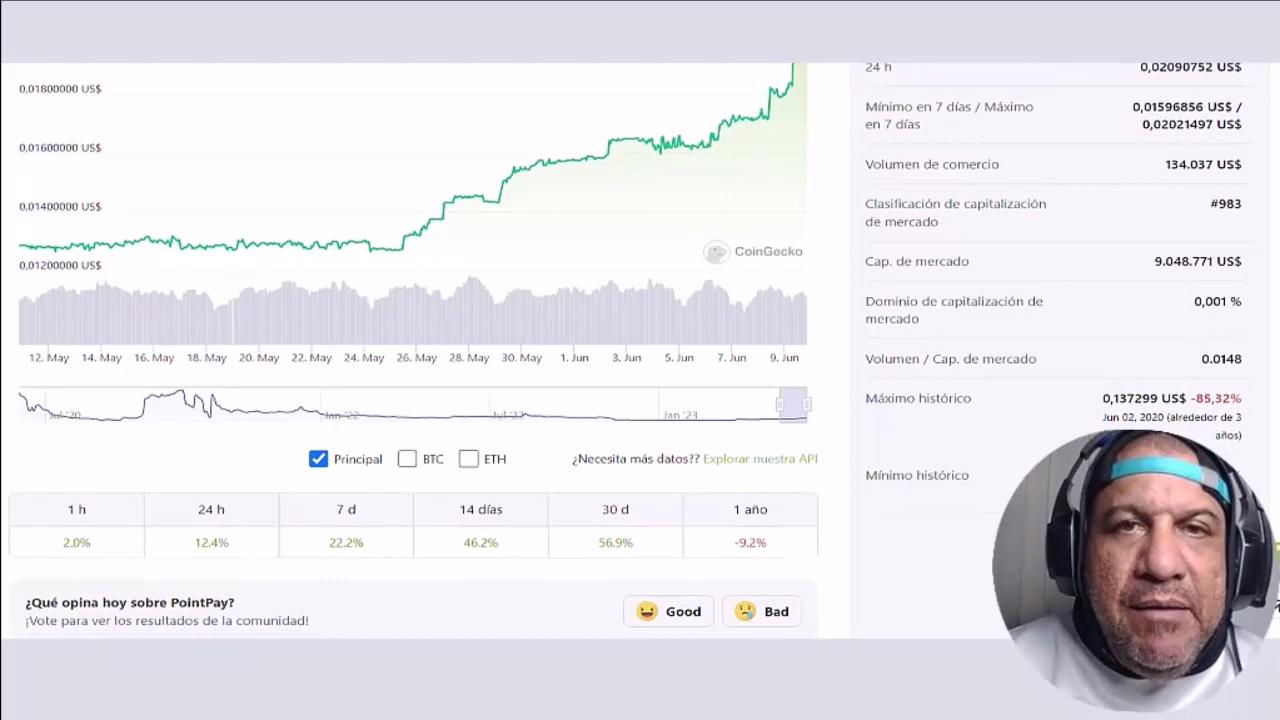 24 h
0,02090752 US$
0,01800000 US$
Mínimo en 7 días / Máximo
en 7 días
0,01596856 US$ /
0,02021497 US$
0,01600000 US$
Volumen de comercio
134.037 US$
0,01400000 US$
Clasificación de capitalización
de mercado
#983
CoinGecko
0,01200000 US$
Cap. de mercado
9.048.771 US$
Dominio de capitalización de
mercado
0,001 %
12. May 14. May 16. May 18. May 20. May 22. May 24. May 26. May 28. May 30. May 1. Jun 3. Jun 5. Jun 7. Jun 9. Jun
Volumen / Cap. de mercado
0.0148
Jul '20 Jan '22 Jul '22 Jan '23
Máximo histórico
0,137299 US$ -85,32%
Jun 02, 2020 (alrededor de 3
años)
Principal BTC ETH
¿Necesita más datos?? Explorar nuestra API
Mínimo histórico
1 h 24 h 7 d 14 días 30 d 1 año
2.0% 12.4% 22.2% 46.2% 56.9% -9.2%
¿Qué opina hoy sobre PointPay?
¡Vote para ver los resultados de la comunidad!
Good
Bad